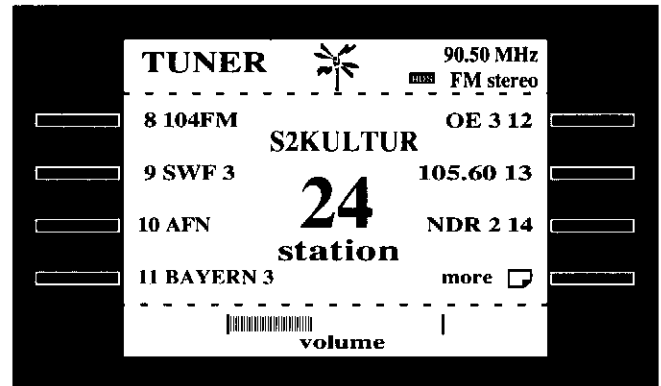 TUNER
90.50 MHz
RDS FM stereo
8 104FM
OE 3 12
S2KULTUR
9 SWF 3
105.60 13
24
10 AFN
NDR 2 14
station
11 BAYERN 3
more
volume